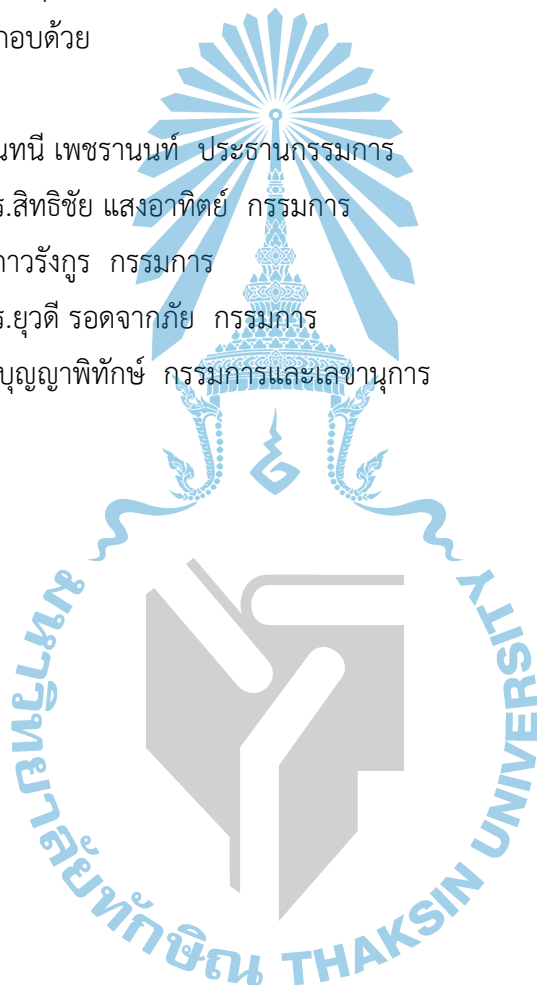 กอบด้วย
นทนี เพชรานนท์ ประธานกรรมการ
ร.สิทธิชัย แสงอาทิตย์ กรรมการ
ถาวรังกูร กรรมการ
ร.ยุวดี รอดจากภัย กรรมการ
บุญญาพิทักษ์ กรรมการและเลขานุการ
มหาวิทยาลัยทักษิณ THAKSIN UNIVERSITY